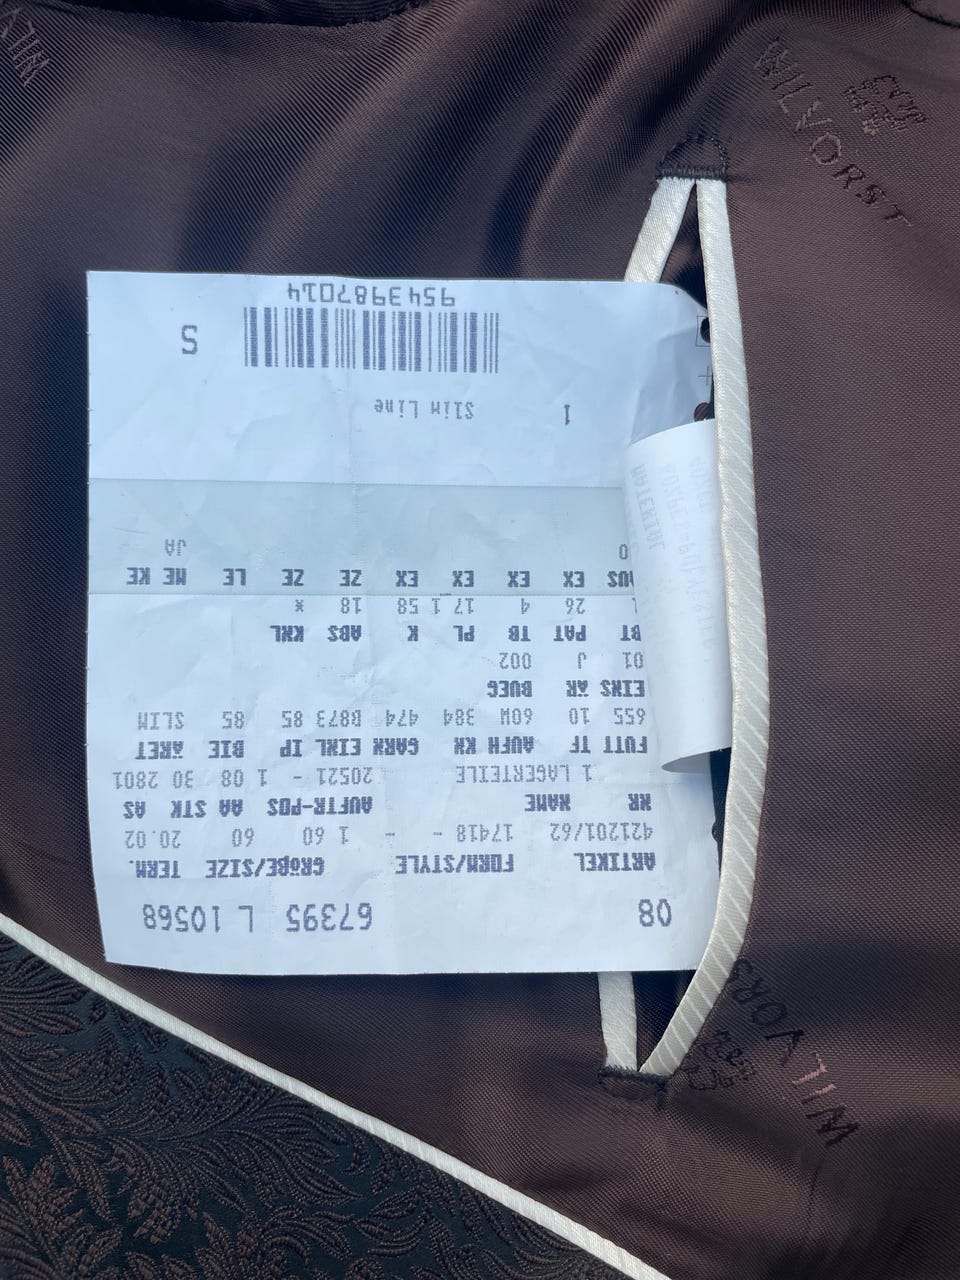 08 67395 L 10568
ARTIKEL FORM/STYLE GRÖßE/SIZE TERM.
421201/62 17418 - - 1 60 60 20.02
NR NAME AUFTR-POS AA STK AS
1 LAGERTEILE 20521 - 1 08 30 2801
FUTT TF AUFH KN GARN EINL IP BIE ÄRET
655 10 60W 384 474 B873 85 85 SLIM
EINS ÄR BUEG
01 J 002
BT PAT TB PL K ABS KNL
L 26 4 17 1 58 18 *
AUS EX EX EX EX ZE ZE LE ME KE
0 JA
1 Slim Line
S
9543987014
WILVORST
WILVORST